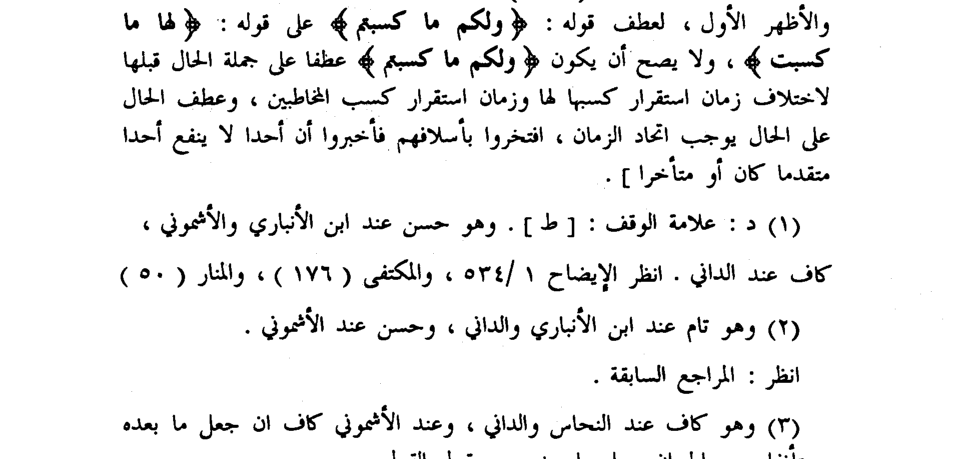 والأظهر الأول ، لعطف قوله : ﴿ ولكم ما كسبتم ﴾ على قوله : ﴿ لها ما
كسبت ﴾ ، ولا يصح أن يكون ﴿ ولكم ما كسبتم ﴾ عظفا على جملة الحال قبلها
لاختلاف زمان استقرار كسبها لها وزمان استقرار كسب المخاطبين ، وعطف الحال
على الحال يوجب اتحاد الزمان ، افتخروا بأسلافهم فأخبروا أن أحدا لا ينفع أحدا
متقدما كان أو متأخرا ] .
(١) د : علامة الوقف : [ ط ] . وهو حسن عند ابن الأنباري والأشموني ،
كاف عند الداني . انظر الإيضاح ١ /٥٣٤ ، والمكتفى ( ١٧٦ ) ، والمنار ( ٥٠ )
(٢) وهو تام عند ابن الأنباري والداني ، وحسن عند الأشموني .
انظر : المراجع السابقة .
(٣) وهو كاف عند النحاس والداني ، وعند الأشموني كاف ان جعل ما بعده